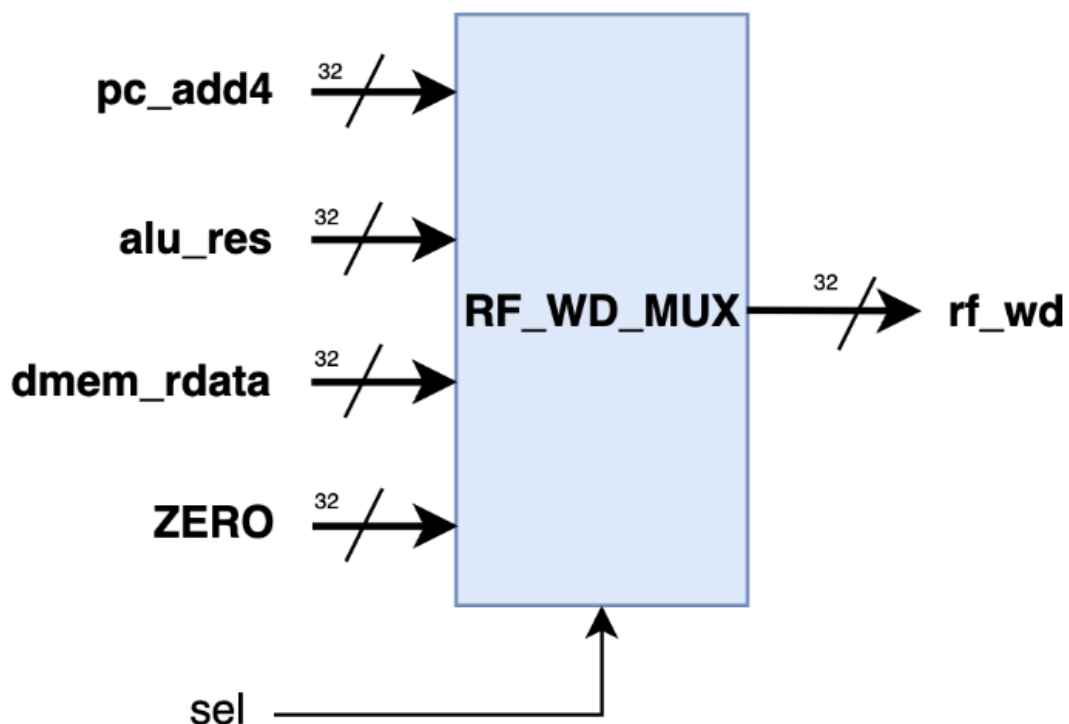 32
pc_add4
32
alu_res
RF_WD_MUX
32
rf_wd
32
dmem_rdata
32
ZERO
sel